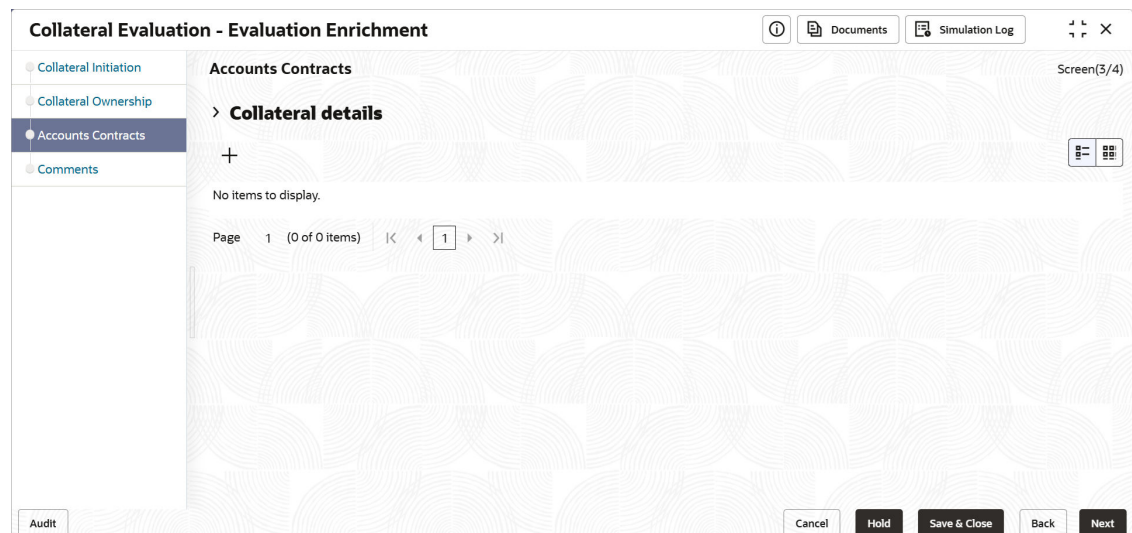 Collateral Evaluation - Evaluation Enrichment
Documents
Simulation Log
Collateral Initiation
Collateral Ownership
Accounts Contracts
Comments
Accounts Contracts
Screen(3/4)
Collateral details
No items to display.
Page 1 (0 of 0 items) 1
Audit
Cancel
Hold
Save & Close
Back
Next